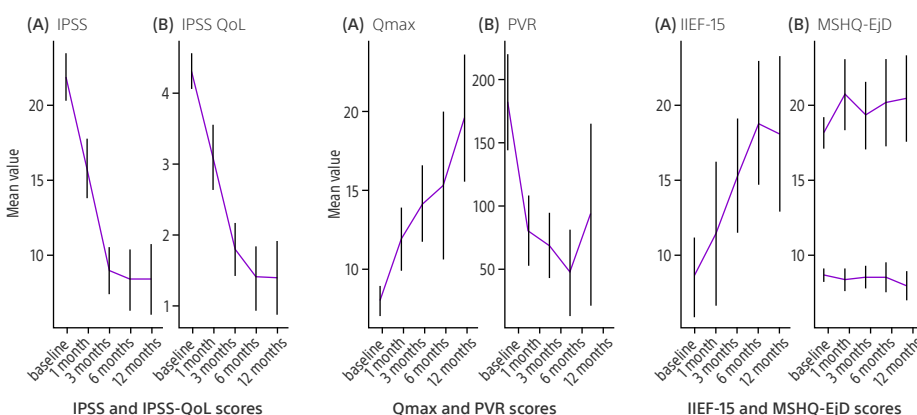 (A) IPSS
(B) IPSS QoL
Mean value
20
15
10
4
3
2
1
baseline
1 month
3 months
6 months
12 months
baseline
1 month
3 months
6 months
12 months
IPSS and IPSS-QoL scores
(A) Qmax
(B) PVR
Mean value
20
15
10
200
150
100
50
baseline
1 month
3 months
6 months
12 months
baseline
1 month
3 months
6 months
12 months
Qmax and PVR scores
(A) IIEF-15
(B) MSHQ-EjD
20
15
10
20
15
10
baseline
1 month
3 months
6 months
12 months
baseline
1 month
3 months
6 months
12 months
IIEF-15 and MSHQ-EjD scores